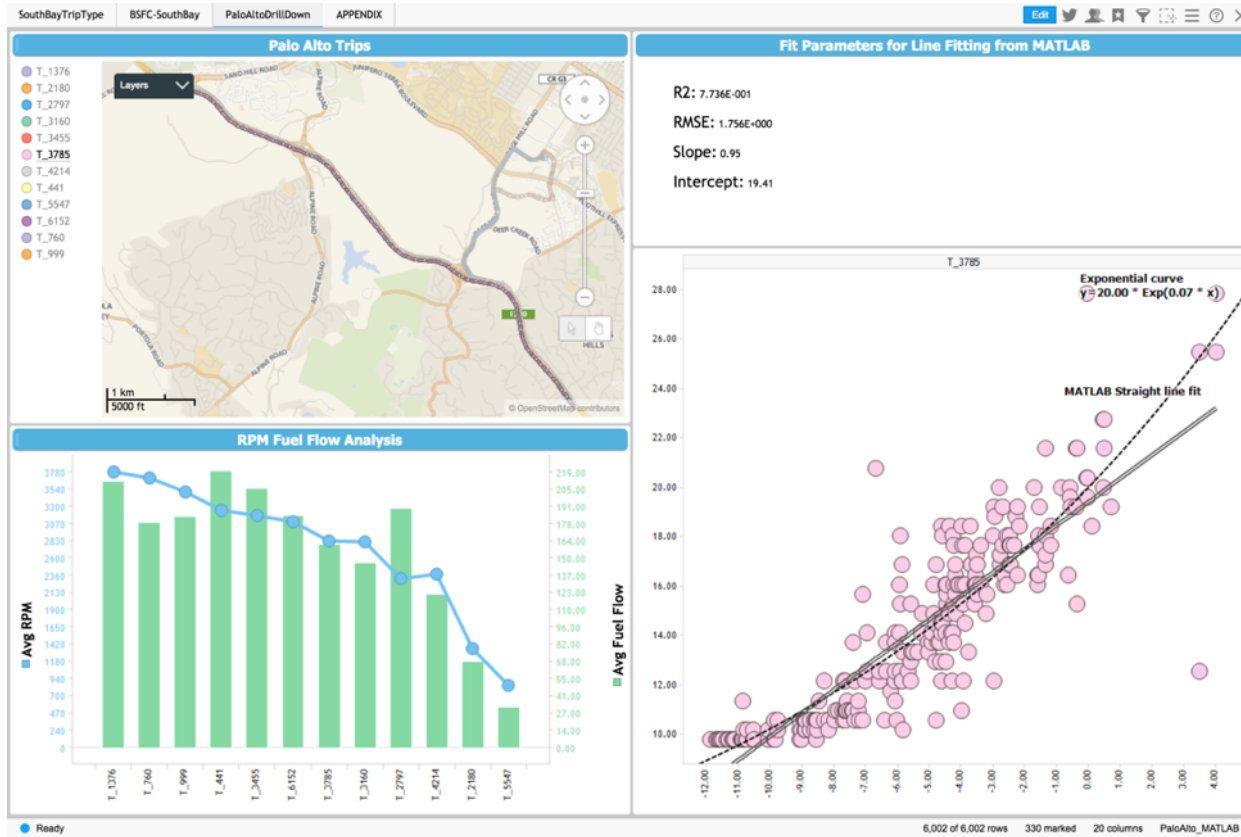 SouthBayTripType BSFC-SouthBay PaloAltoDrillDown APPENDIX Edit
Palo Alto Trips
T_1376
T_2180
T_2797
T_3160
T_3455
T_3785
T_4214
T_441
T_5547
T_6152
T_760
T_999
Layers
SAND HILL ROAD
JUNIPERO SERRA BOULEVARD
CR G3
ALPINE ROAD
DEER CREEK ROAD
ALPINE ROAD
PORTOLA ROAD
ALPINE ROAD
HILLS
1 km
5000 ft
© OpenStreetMap contributors
Fit Parameters for Line Fitting from MATLAB
R2: 7.736E-001
RMSE: 1.756E+000
Slope: 0.95
Intercept: 19.41
RPM Fuel Flow Analysis
Avg RPM
3780
3540
3300
3070
2830
2600
2360
2130
1890
1650
1420
1180
940
700
470
240
0
219.00
205.00
191.00
178.00
164.00
150.00
137.00
123.00
110.00
96.00
82.00
68.00
55.00
41.00
27.00
14.00
0.00
Avg Fuel Flow
T_1376 T_760 T_999 T_441 T_3455 T_6152 T_3785 T_3160 T_2797 T_4214 T_2180 T_5547
T_3785
Exponential curve
y=20.00 * Exp(0.07 * x)
MATLAB Straight line fit
28.00
26.00
24.00
22.00
20.00
18.00
16.00
14.00
12.00
10.00
-12.00 -11.00 -10.00 -9.00 -8.00 -7.00 -6.00 -5.00 -4.00 -3.00 -2.00 -1.00 0.00 1.00 2.00 3.00 4.00
Ready 6,002 of 6,002 rows 330 marked 20 columns PaloAlto_MATLAB